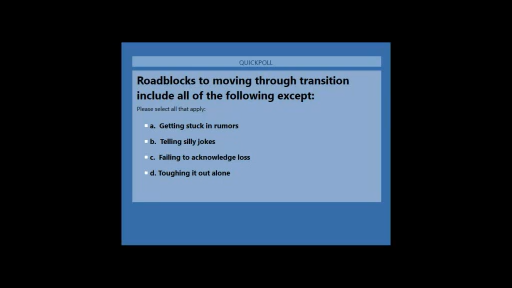 QUICKPOLL
Roadblocks to moving through transition
include all of the following except:
Please select all that apply:
a. Getting stuck in rumors
b. Telling silly jokes
c. Failing to acknowledge loss
d. Toughing it out alone